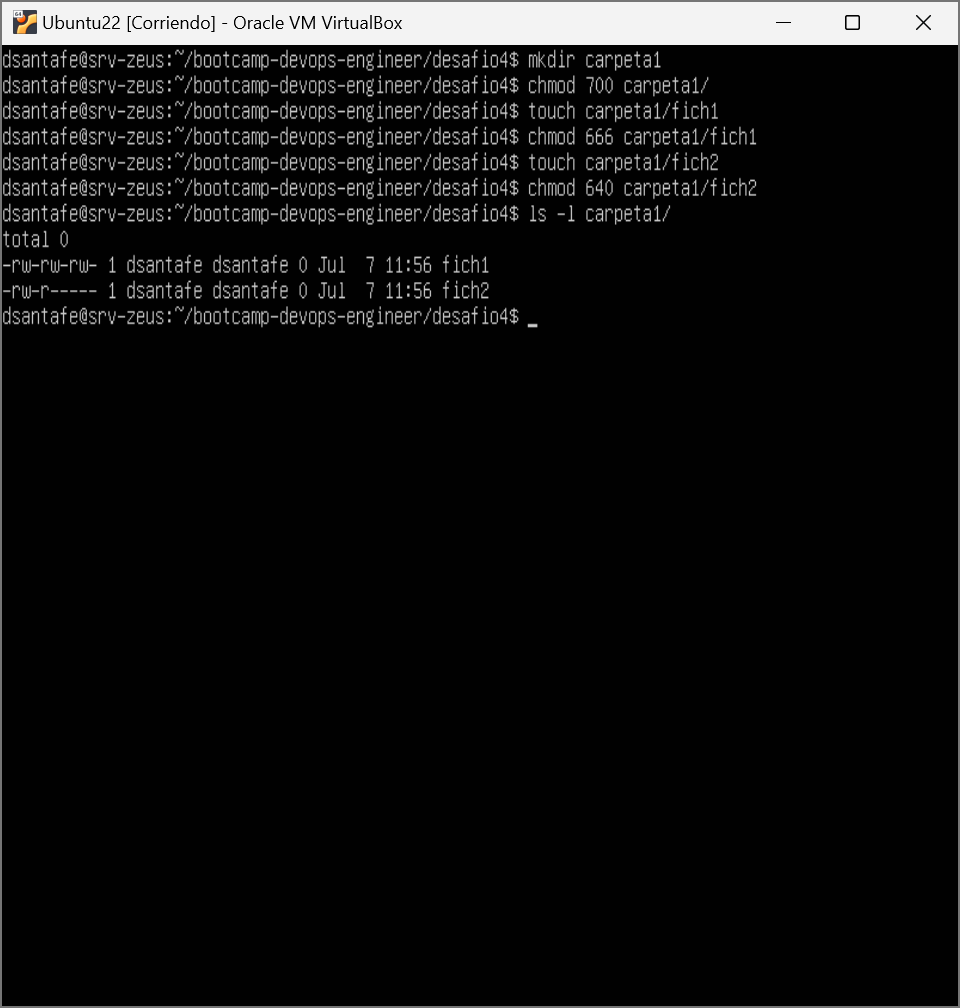 Ubuntu22 [Corriendo] - Oracle VM VirtualBox
dsantafe@srv-zeus:~/bootcamp-devops-engineer/desafio4$ mkdir carpeta1
dsantafe@srv-zeus:~/bootcamp-devops-engineer/desafio4$ chmod 700 carpeta1/
dsantafe@srv-zeus:~/bootcamp-devops-engineer/desafio4$ touch carpeta1/fich1
dsantafe@srv-zeus:~/bootcamp-devops-engineer/desafio4$ chmod 666 carpeta1/fich1
dsantafe@srv-zeus:~/bootcamp-devops-engineer/desafio4$ touch carpeta1/fich2
dsantafe@srv-zeus:~/bootcamp-devops-engineer/desafio4$ chmod 640 carpeta1/fich2
dsantafe@srv-zeus:~/bootcamp-devops-engineer/desafio4$ ls -l carpeta1/
total 0
-rw-rw-rw- 1 dsantafe dsantafe 0 Jul  7 11:56 fich1
-rw-r----- 1 dsantafe dsantafe 0 Jul  7 11:56 fich2
dsantafe@srv-zeus:~/bootcamp-devops-engineer/desafio4$ _